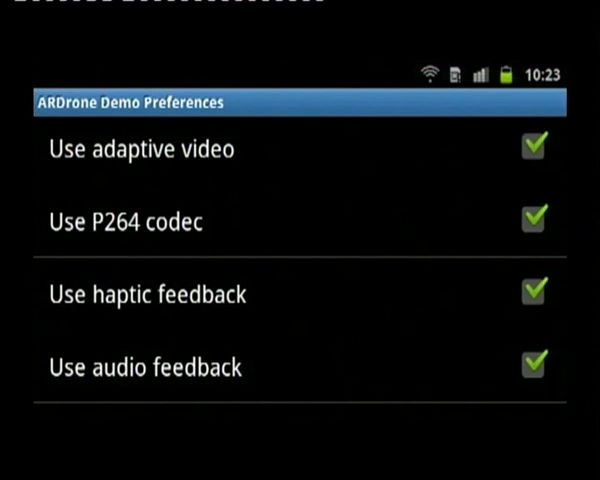 10:23
ARDrone Demo Preferences
Use adaptive video
Use P264 codec
Use haptic feedback
Use audio feedback